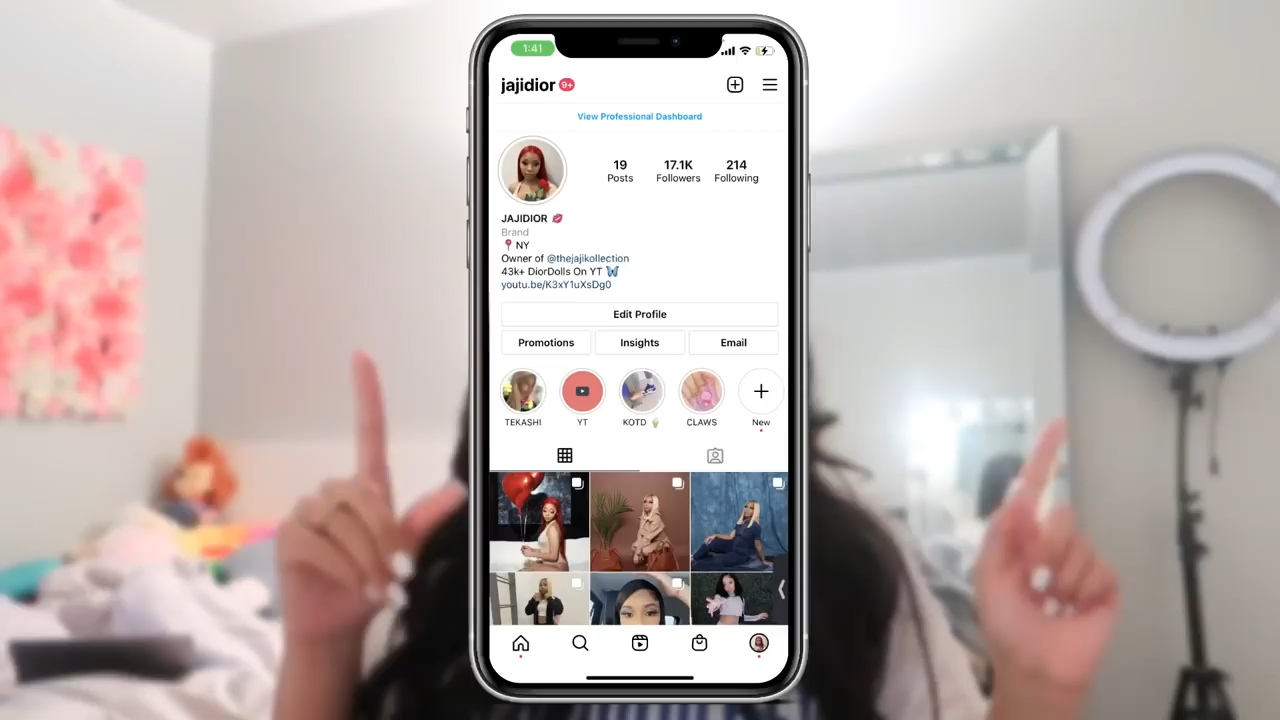 1:41
jajidior 9+
View Professional Dashboard
19 17.1K 214
Posts Followers Following
JAJIDIOR 💋
Brand
📍 NY
Owner of @thejajikollection
43k+ DiorDolls On YT 🦋
youtu.be/K3xY1uXsDg0
Edit Profile
Promotions Insights Email
TEKASHI YT KOTD 🍦 CLAWS New